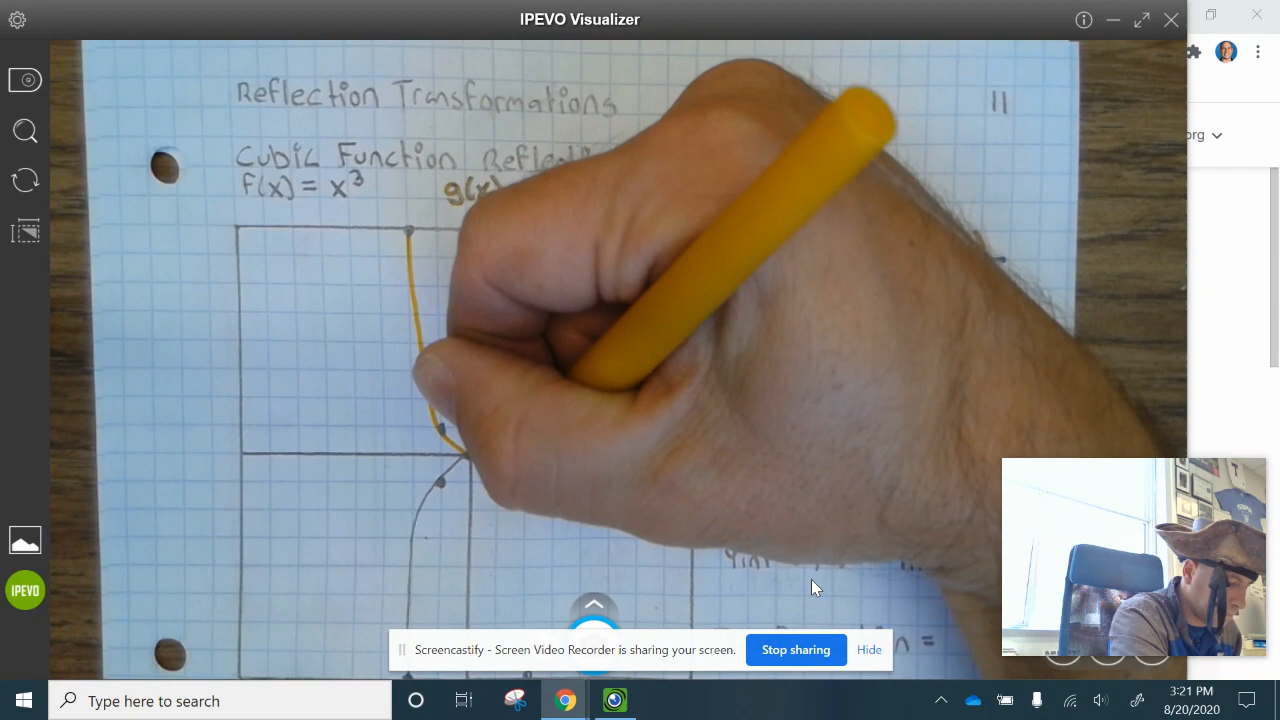 IPEVO Visualizer
Reflection Transformations
11
Cubic Function
f(x) = x³
g(x)
org
IPEVO
Screencastify - Screen Video Recorder is sharing your screen.
Stop sharing
Hide
=
Type here to search
3:21 PM
8/20/2020